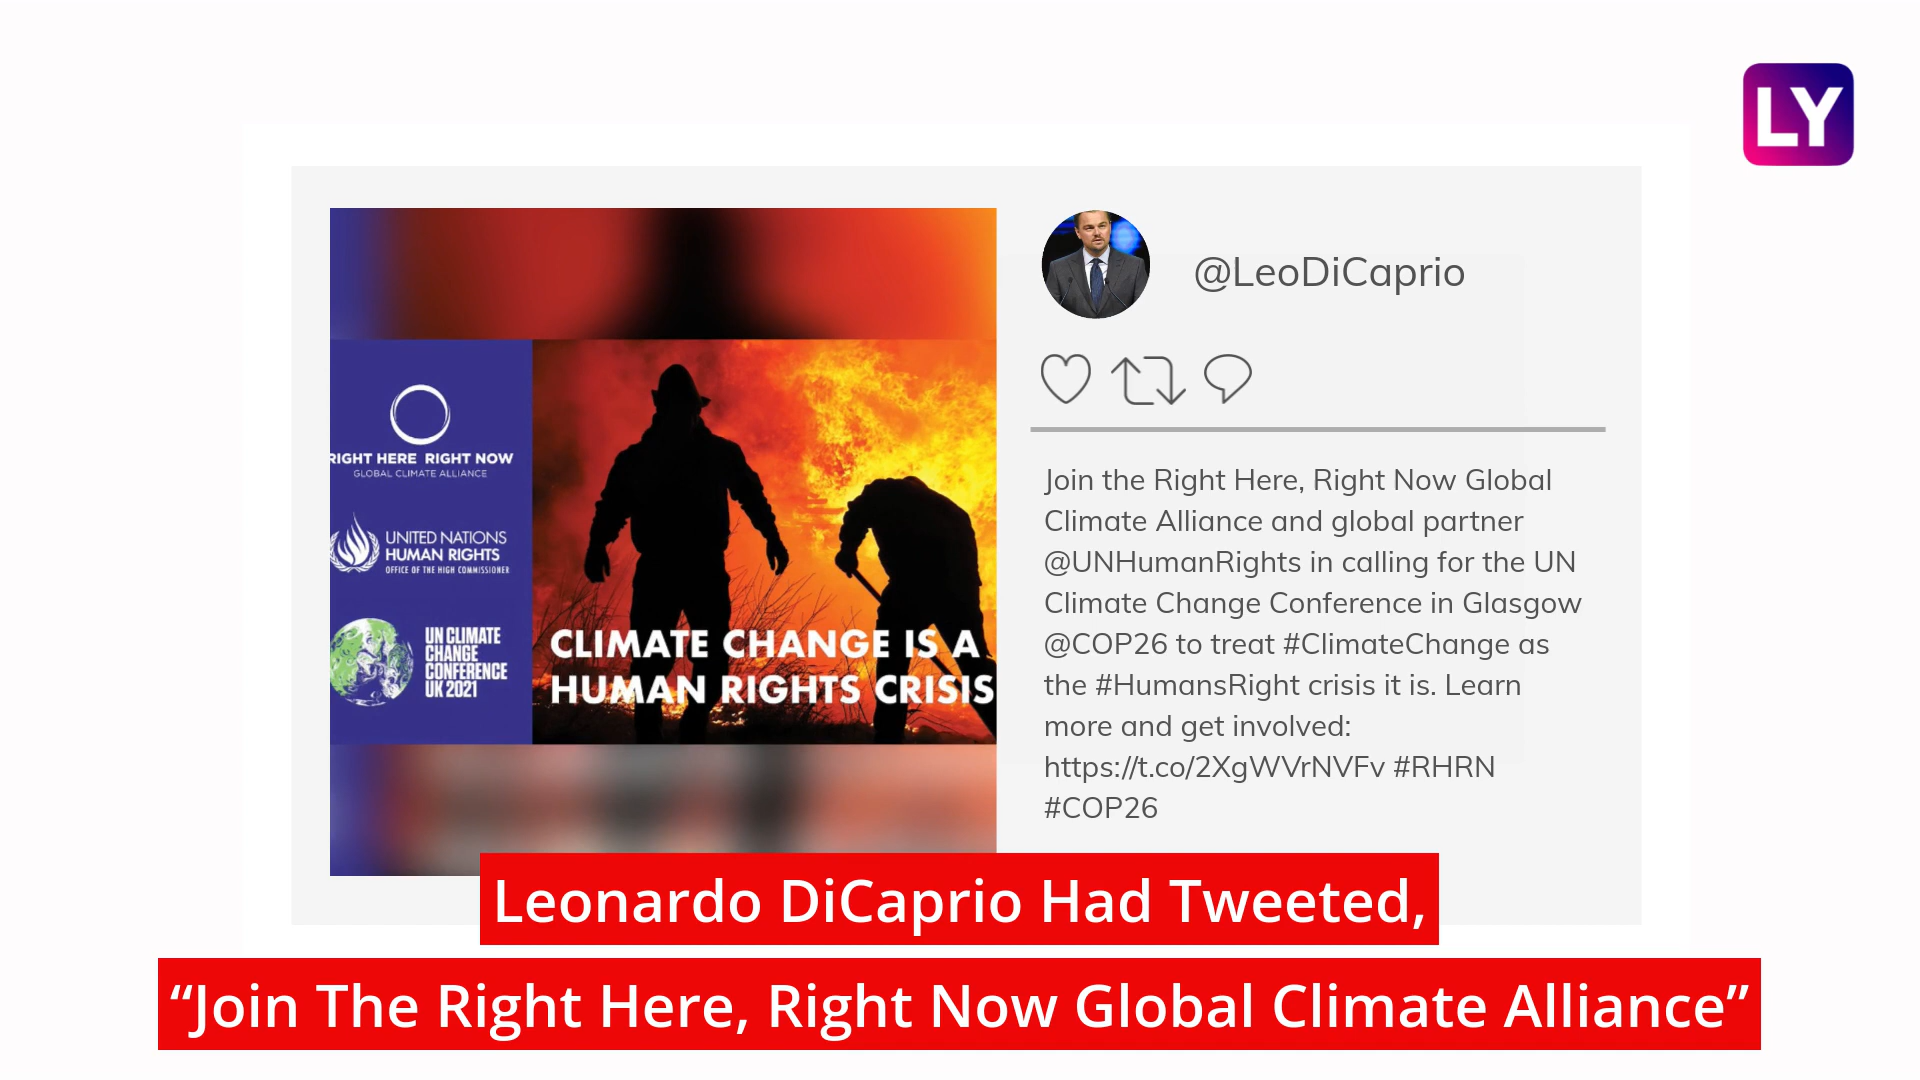 LY
@LeoDiCaprio
RIGHT HERE RIGHT NOW
GLOBAL CLIMATE ALLIANCE
UNITED NATIONS
HUMAN RIGHTS
OFFICE OF THE HIGH COMMISSIONER
UN CLIMATE
CHANGE
CONFERENCE
UK 2021
CLIMATE CHANGE IS A
HUMAN RIGHTS CRISIS
Join the Right Here, Right Now Global
Climate Alliance and global partner
@UNHumanRights in calling for the UN
Climate Change Conference in Glasgow
@COP26 to treat #ClimateChange as
the #HumansRight crisis it is. Learn
more and get involved:
https://t.co/2XgWVrNVFv #RHRN
#COP26
Leonardo DiCaprio Had Tweeted,
“Join The Right Here, Right Now Global Climate Alliance”